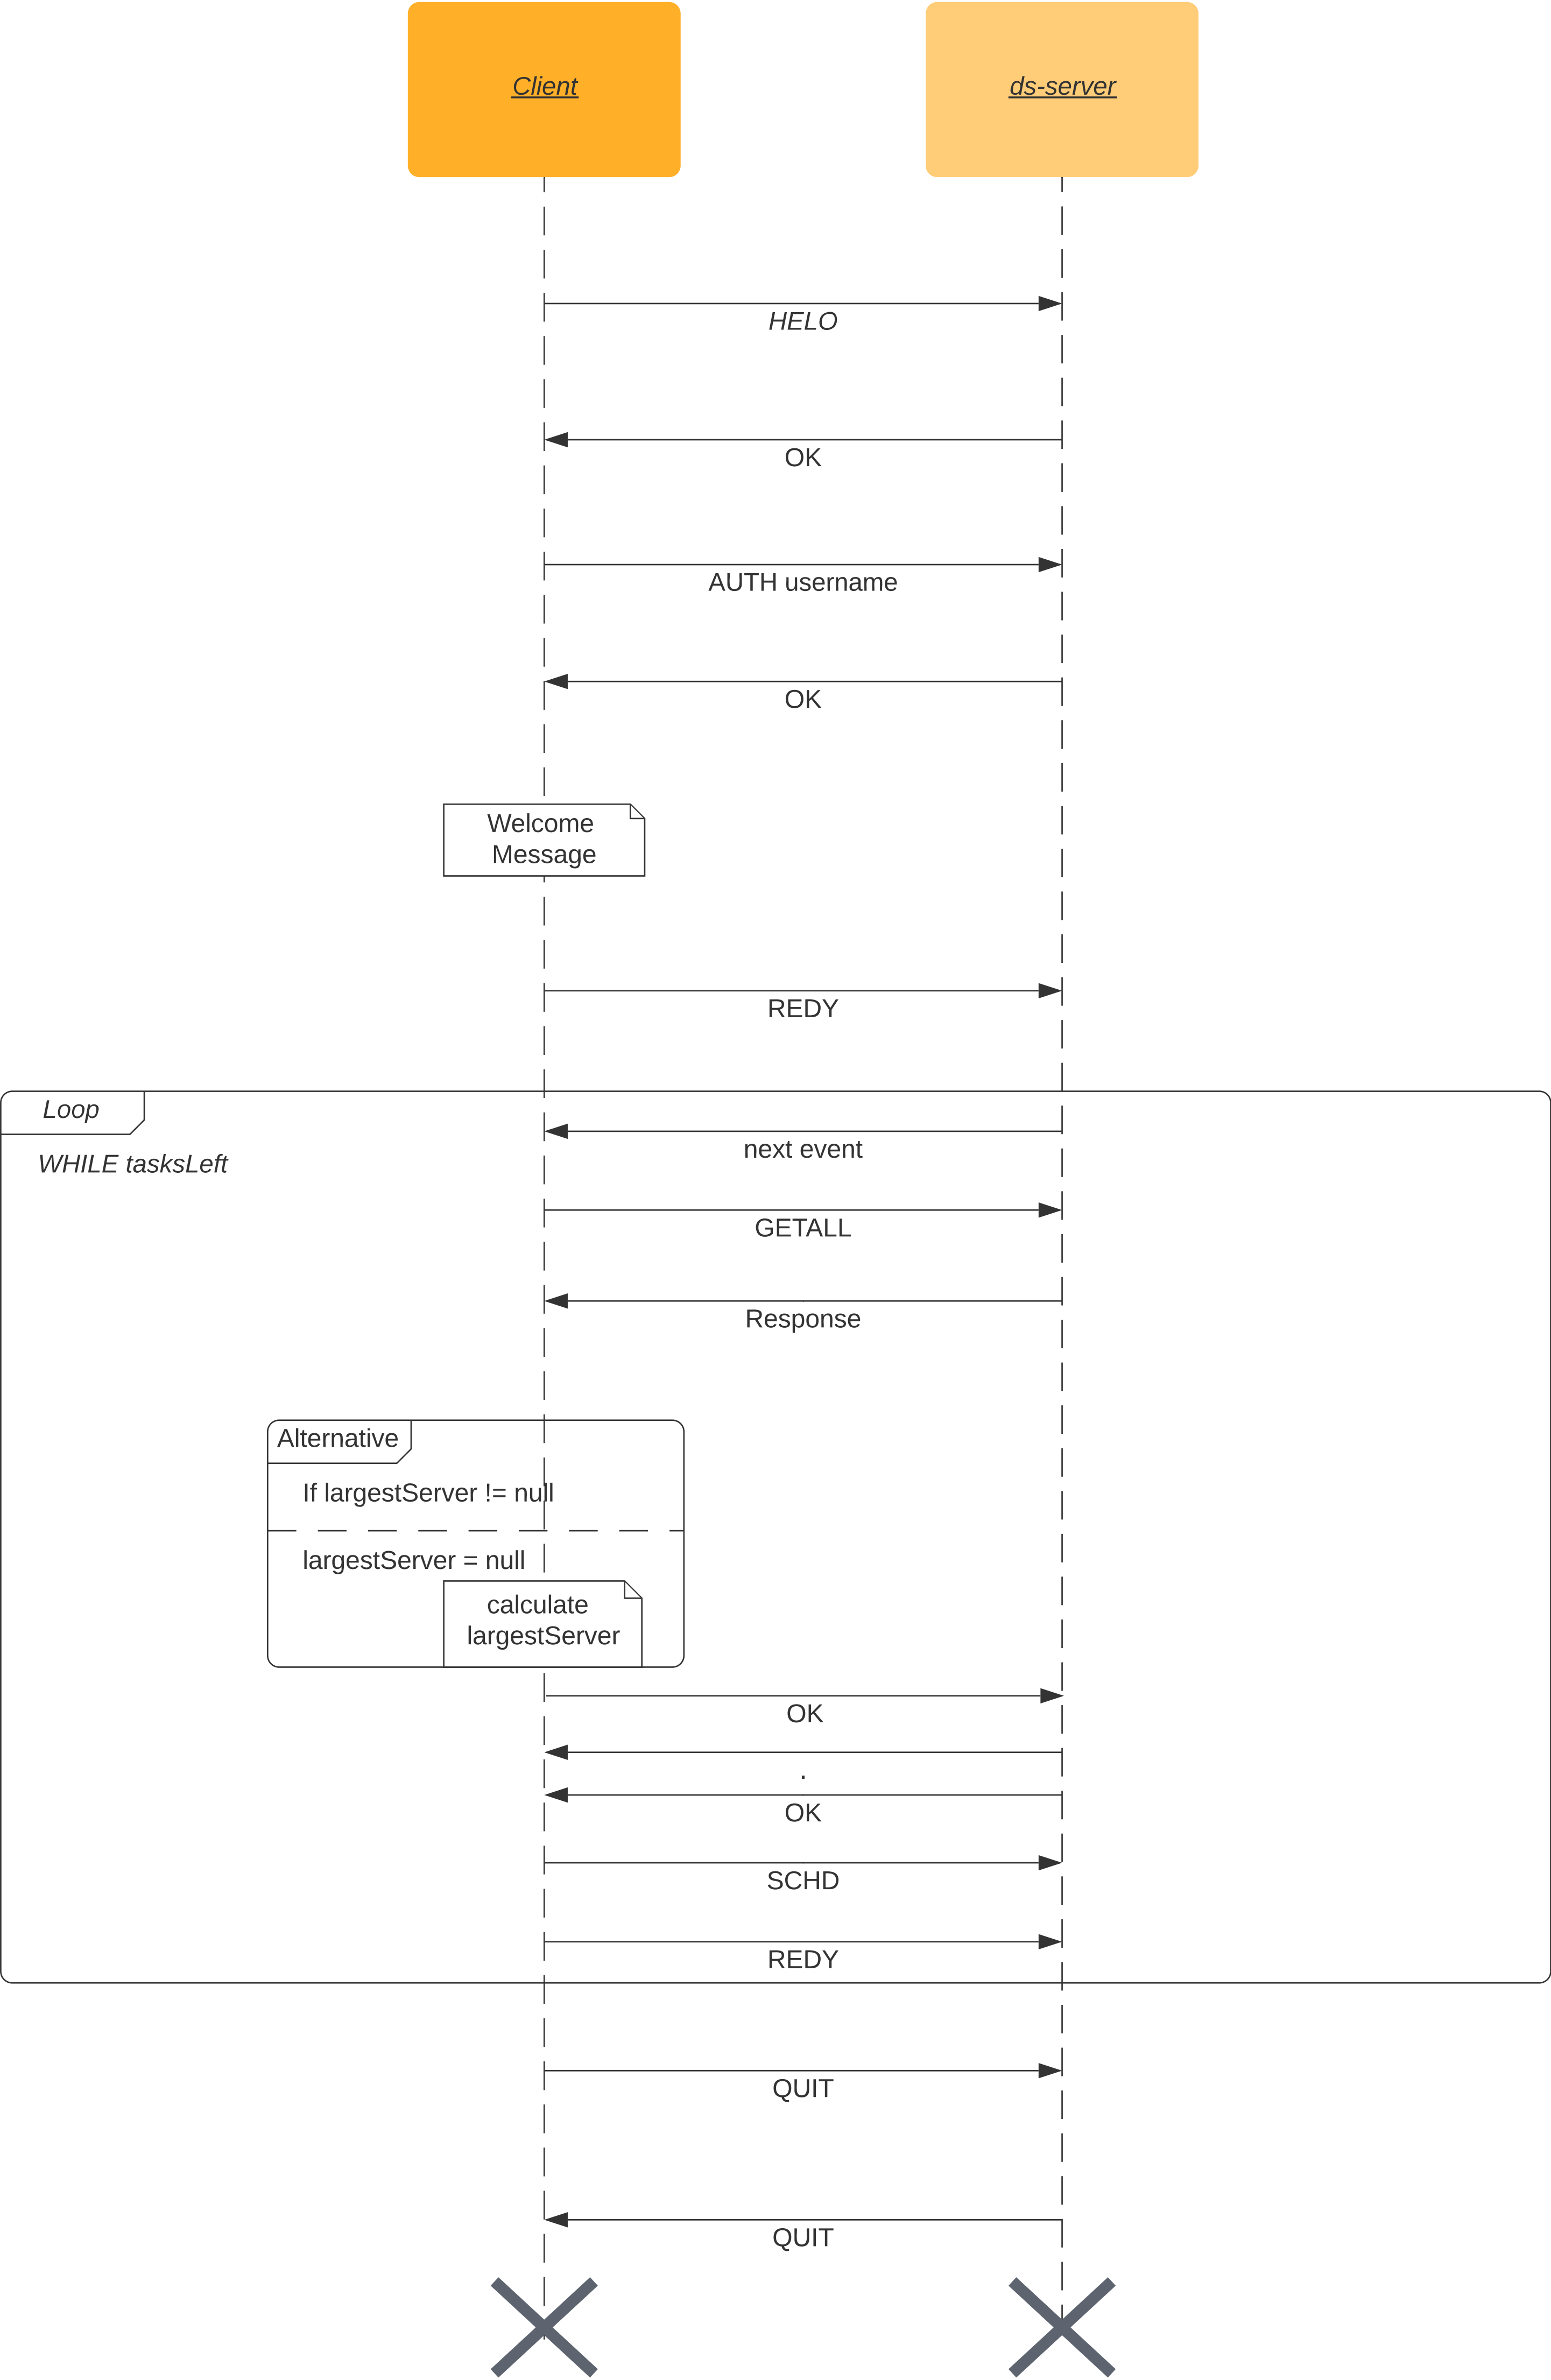 Client
ds-server
HELO
OK
AUTH username
OK
Welcome
Message
REDY
Loop
next event
WHILE tasksLeft
GETALL
Response
Alternative
If largestServer != null
largestServer = null
calculate
largestServer
OK
.
OK
SCHD
REDY
QUIT
QUIT